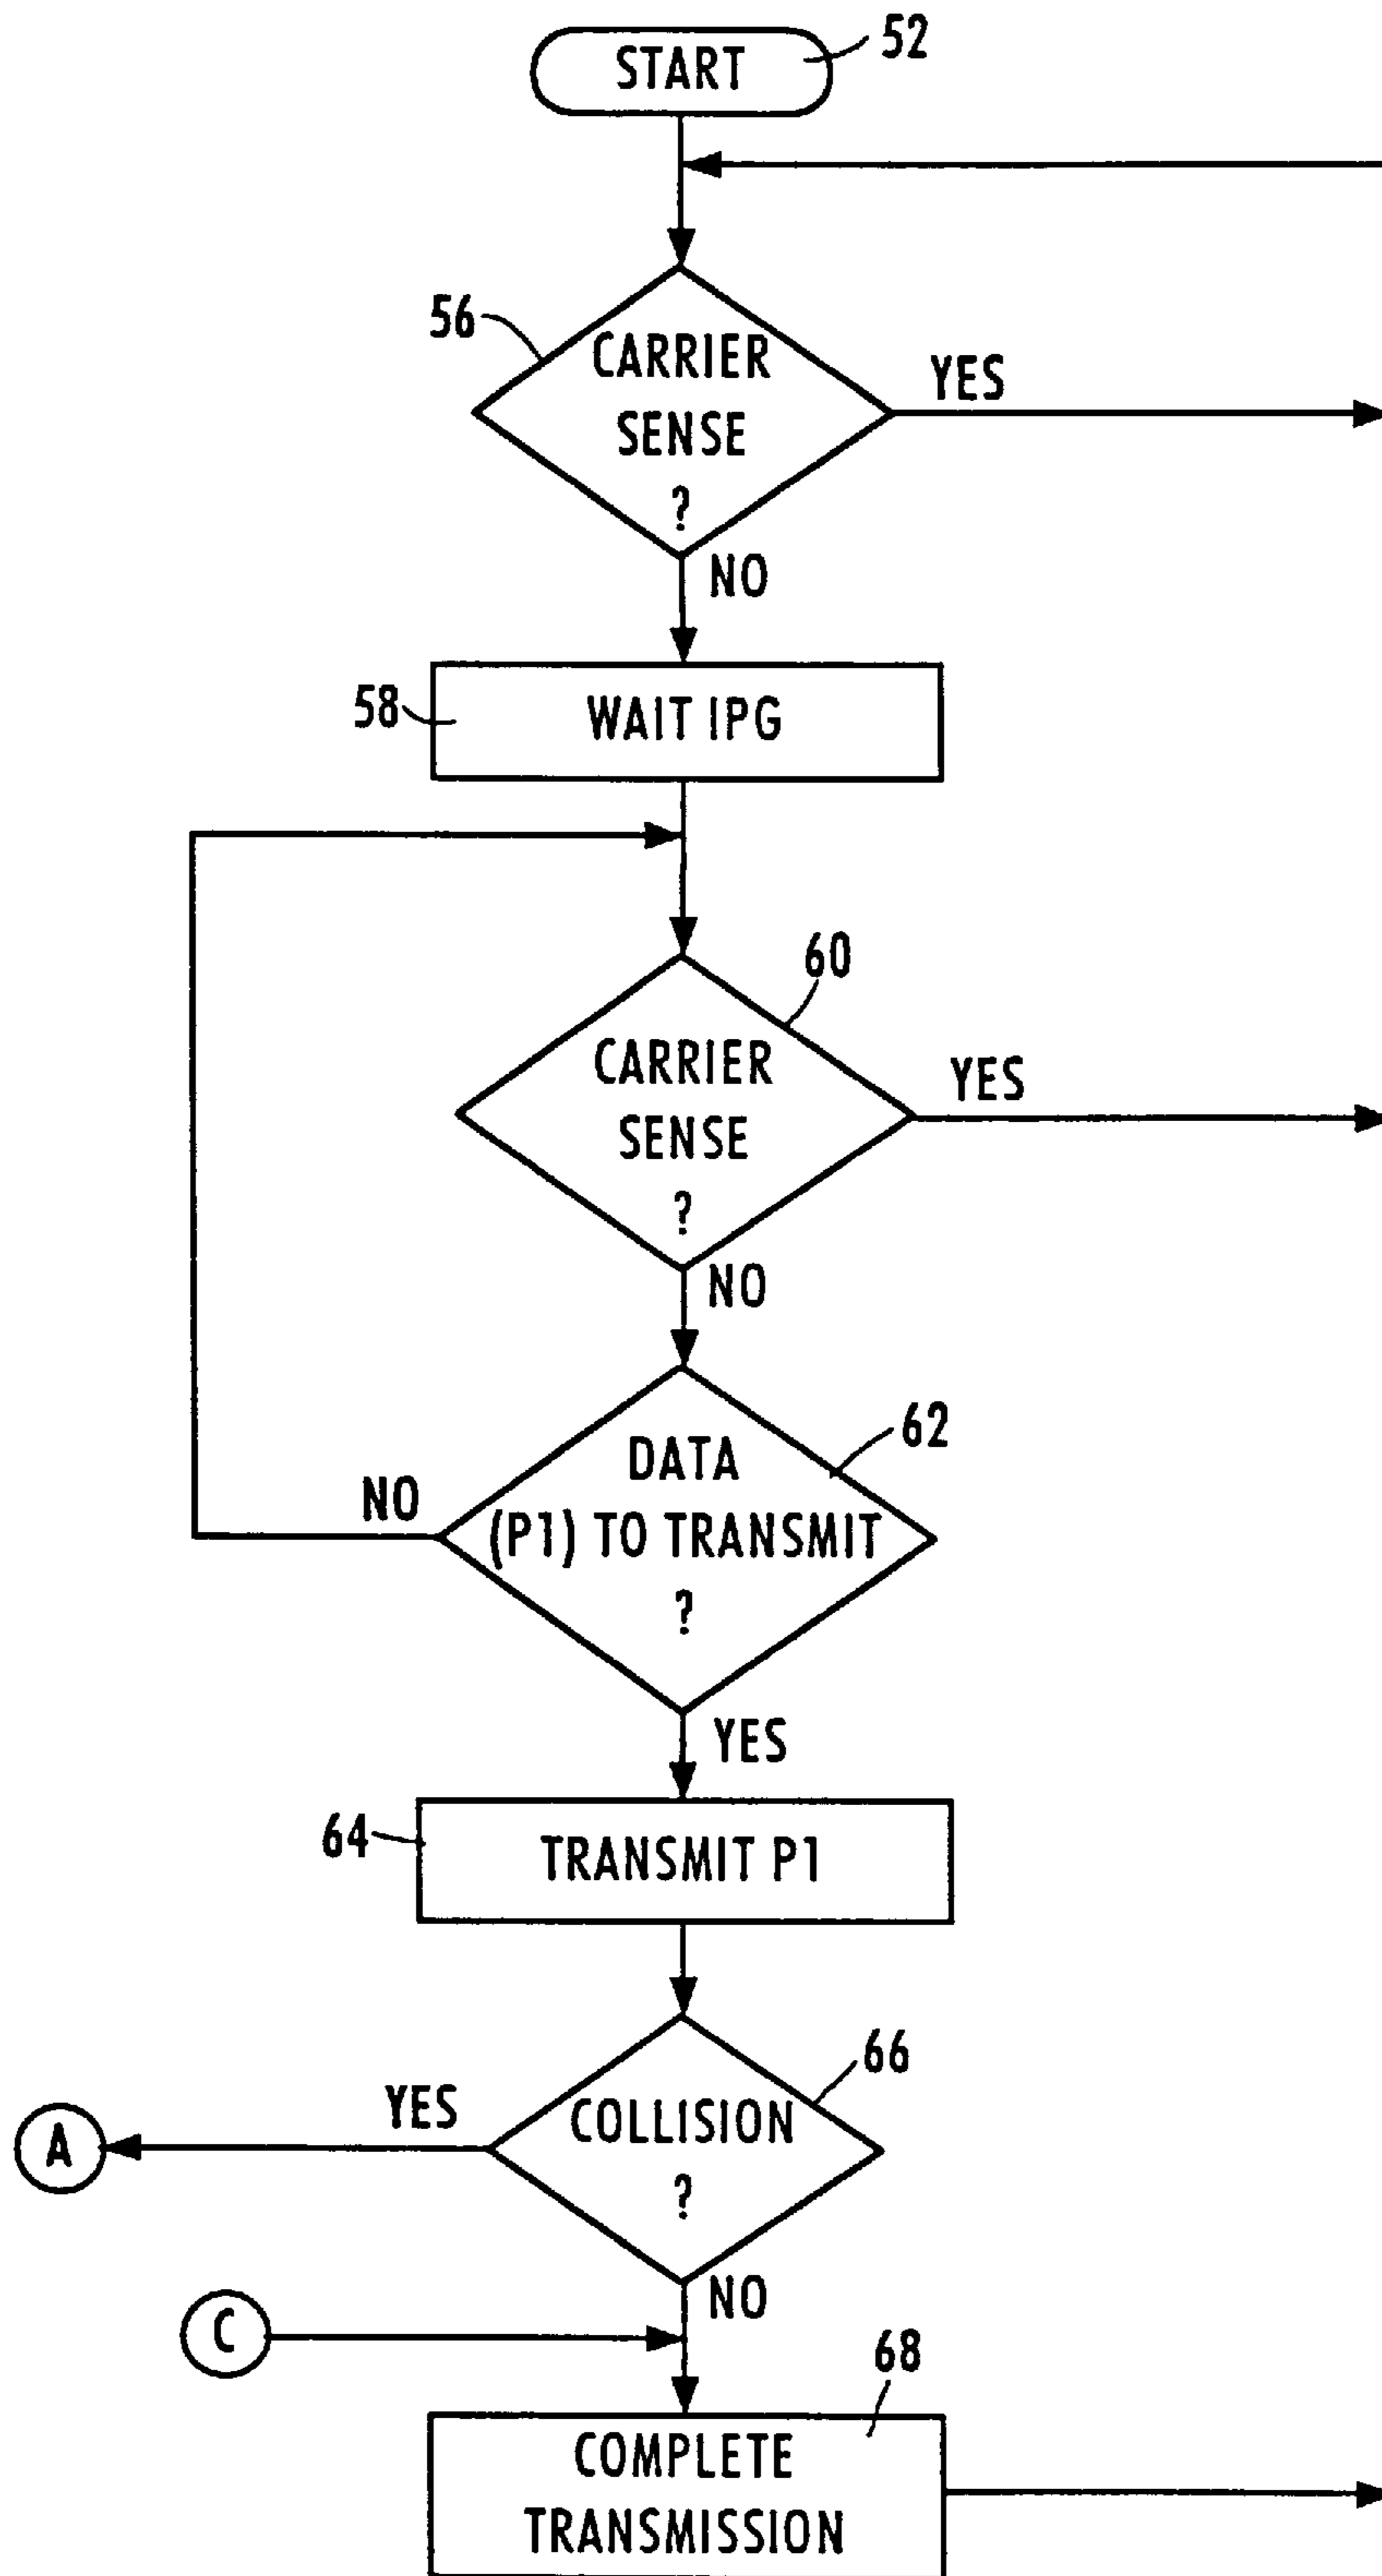 START
52
56
CARRIER
SENSE
?
YES
NO
58
WAIT IPG
60
CARRIER
SENSE
?
YES
NO
62
DATA
(P1) TO TRANSMIT
?
NO
YES
64
TRANSMIT P1
66
COLLISION
?
YES
A
NO
C
68
COMPLETE
TRANSMISSION